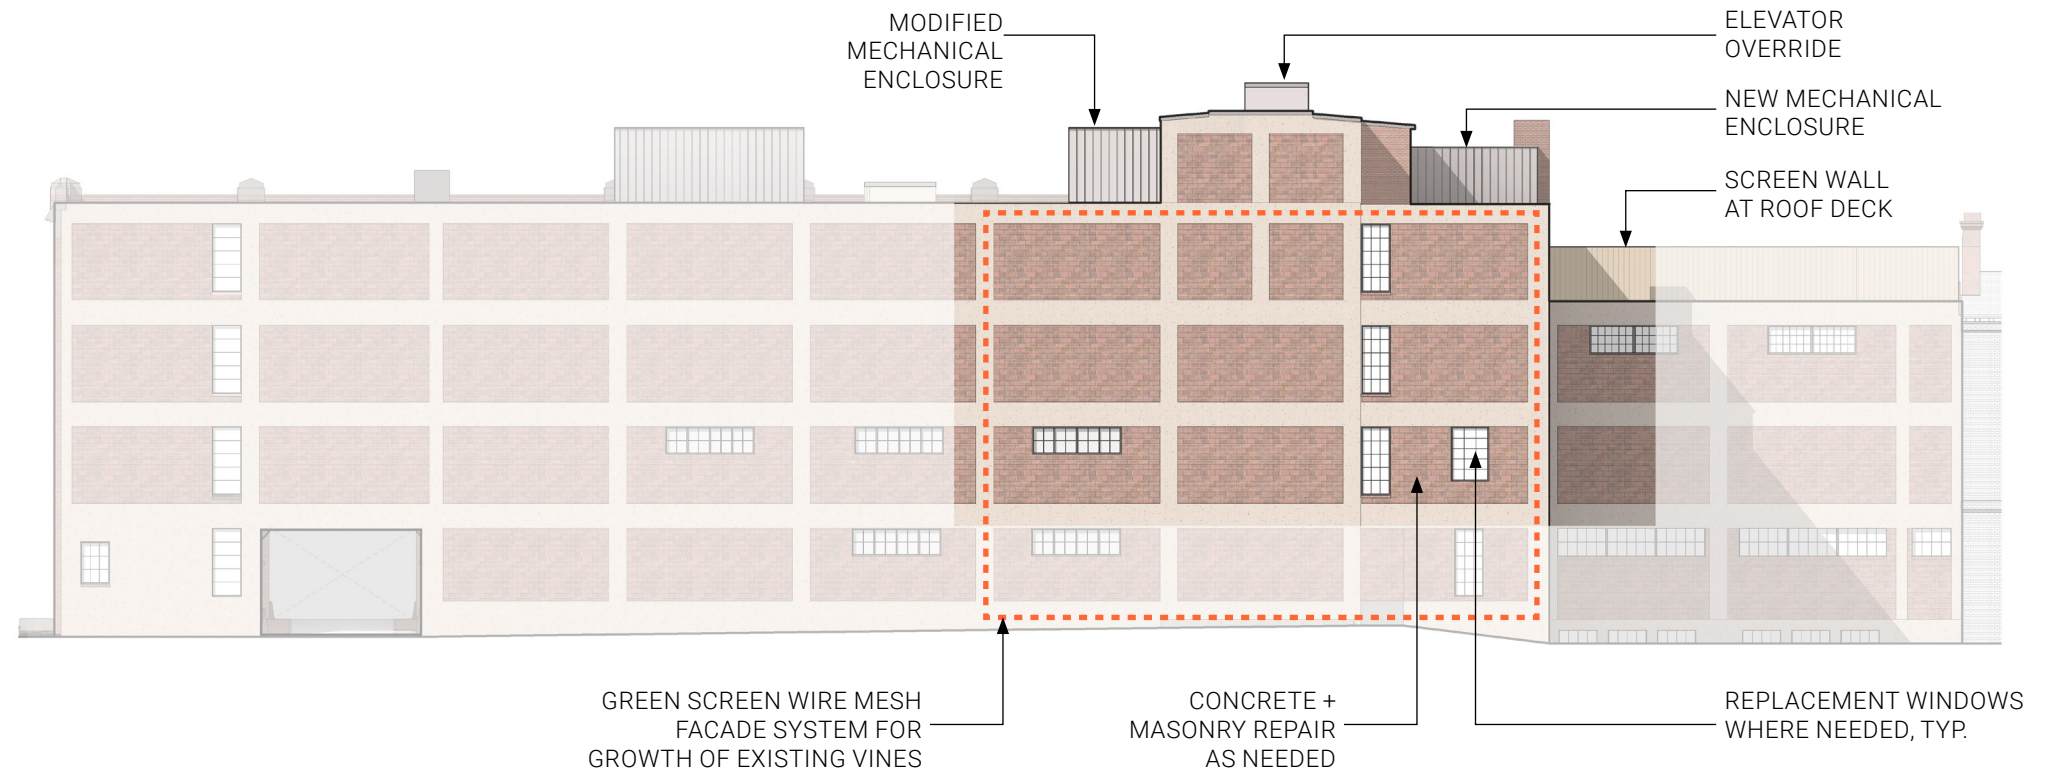 MODIFIED
MECHANICAL
ENCLOSURE
ELEVATOR
OVERRIDE
NEW MECHANICAL
ENCLOSURE
SCREEN WALL
AT ROOF DECK
GREEN SCREEN WIRE MESH
FACADE SYSTEM FOR
GROWTH OF EXISTING VINES
CONCRETE +
MASONRY REPAIR
AS NEEDED
REPLACEMENT WINDOWS
WHERE NEEDED, TYP.